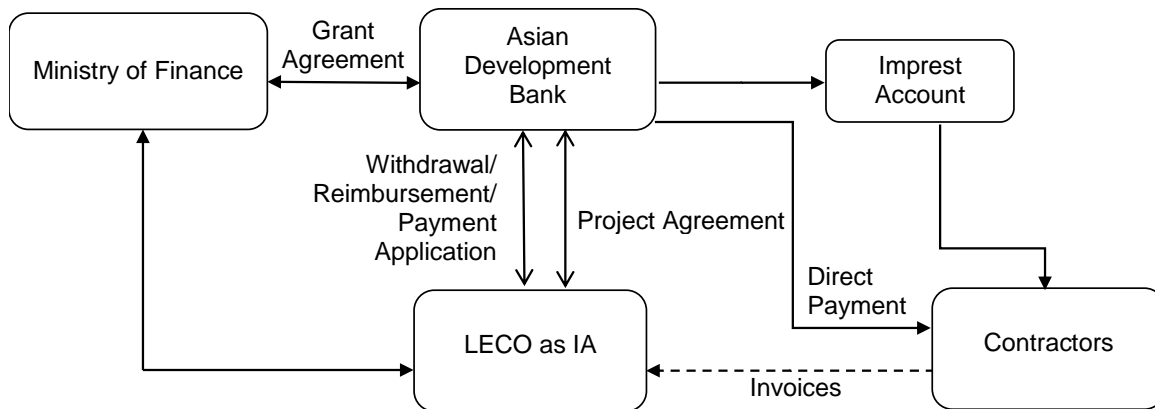 Ministry of Finance
Grant
Agreement
Asian
Development
Bank
Imprest
Account
Withdrawal/
Reimbursement/
Payment
Application
Project Agreement
Direct
Payment
LECO as IA
Contractors
Invoices